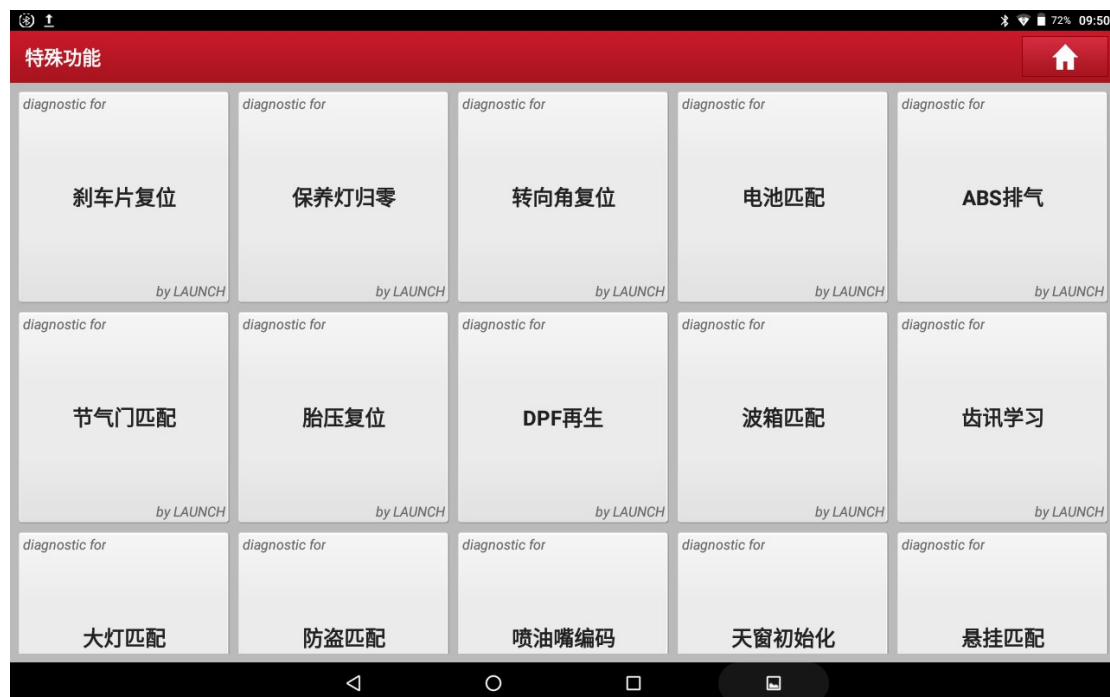 72% 09:50
特殊功能
diagnostic for diagnostic for diagnostic for diagnostic for diagnostic for
刹车片复位 保养灯归零 转向角复位 电池匹配 ABS排气
by LAUNCH by LAUNCH by LAUNCH by LAUNCH by LAUNCH
diagnostic for diagnostic for diagnostic for diagnostic for diagnostic for
节气门匹配 胎压复位 DPF再生 波箱匹配 齿讯学习
by LAUNCH by LAUNCH by LAUNCH by LAUNCH by LAUNCH
diagnostic for diagnostic for diagnostic for diagnostic for diagnostic for
大灯匹配 防盗匹配 喷油嘴编码 天窗初始化 悬挂匹配